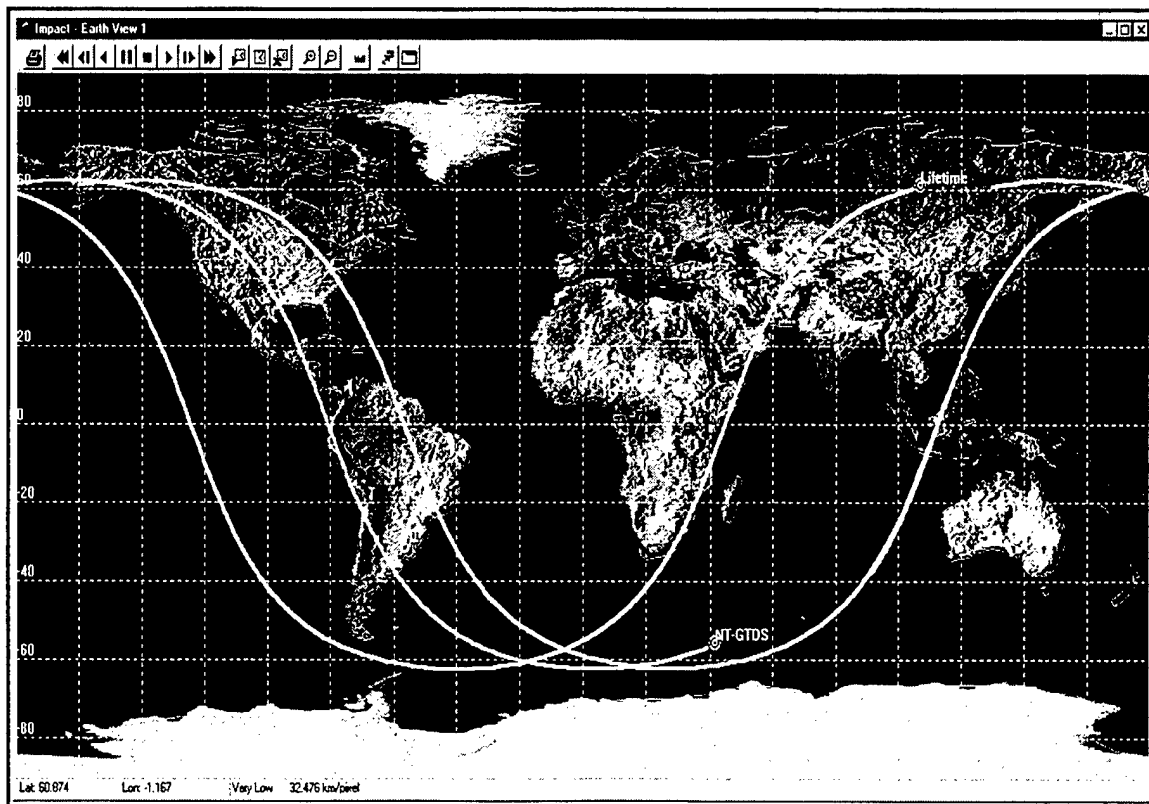 Impact - Earth View 1
80
60
Lifetime
40
20
0
-20
-40
NT-GTDS
-60
-80
Lat: 60.874 Lon: -1.167 Very Low 32.476 km/pixel